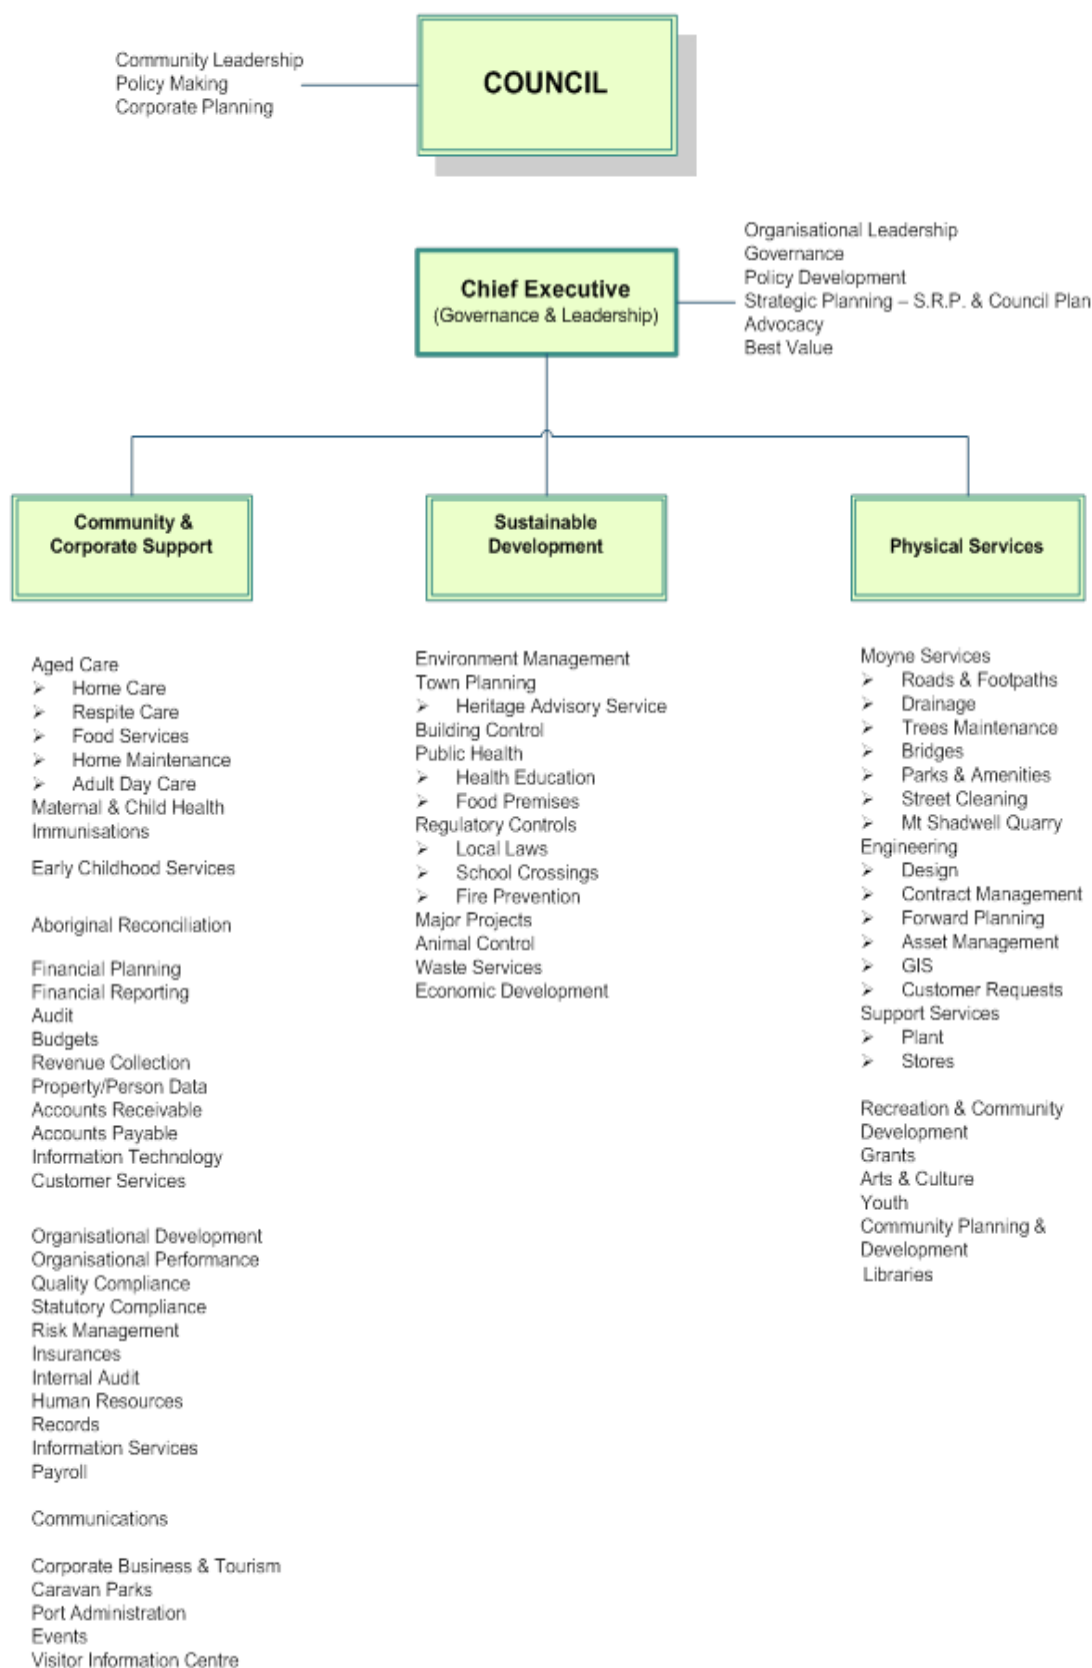 Community Leadership
Policy Making
Corporate Planning
COUNCIL
Organisational Leadership
Governance
Policy Development
Strategic Planning – S.R.P. & Council Plan
Advocacy
Best Value
Chief Executive
(Governance & Leadership)
Community &
Corporate Support
Sustainable
Development
Physical Services
Aged Care
➢ Home Care
➢ Respite Care
➢ Food Services
➢ Home Maintenance
➢ Adult Day Care
Maternal & Child Health
Immunisations
Early Childhood Services
Aboriginal Reconciliation
Financial Planning
Financial Reporting
Audit
Budgets
Revenue Collection
Property/Person Data
Accounts Receivable
Accounts Payable
Information Technology
Customer Services
Organisational Development
Organisational Performance
Quality Compliance
Statutory Compliance
Risk Management
Insurances
Internal Audit
Human Resources
Records
Information Services
Payroll
Communications
Corporate Business & Tourism
Caravan Parks
Port Administration
Events
Visitor Information Centre
Environment Management
Town Planning
➢ Heritage Advisory Service
Building Control
Public Health
➢ Health Education
➢ Food Premises
Regulatory Controls
➢ Local Laws
➢ School Crossings
➢ Fire Prevention
Major Projects
Animal Control
Waste Services
Economic Development
Moyne Services
➢ Roads & Footpaths
➢ Drainage
➢ Trees Maintenance
➢ Bridges
➢ Parks & Amenities
➢ Street Cleaning
➢ Mt Shadwell Quarry
Engineering
➢ Design
➢ Contract Management
➢ Forward Planning
➢ Asset Management
➢ GIS
➢ Customer Requests
Support Services
➢ Plant
➢ Stores
Recreation & Community
Development
Grants
Arts & Culture
Youth
Community Planning &
Development
Libraries